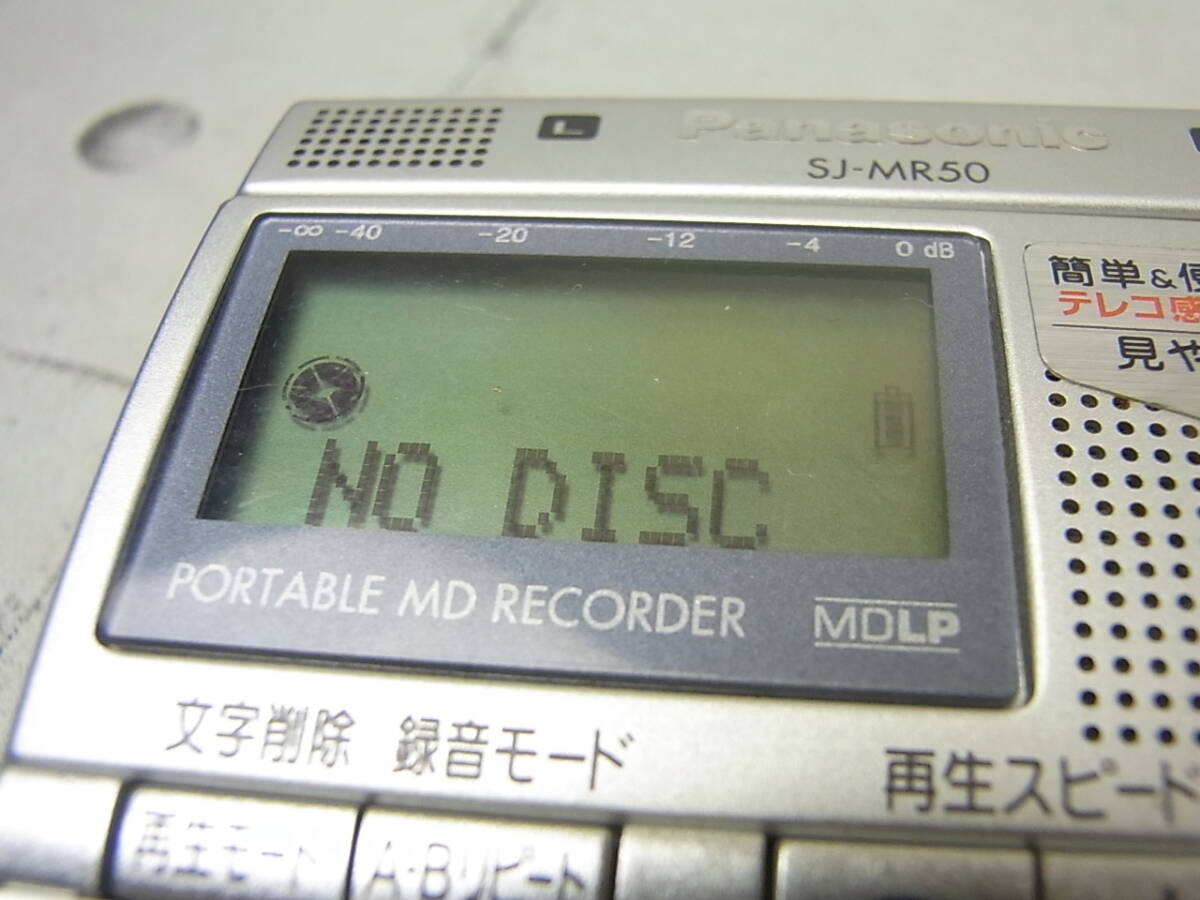 L
Panasonic
SJ-MR50
-∞ -40 -20 -12 -4 0 dB
簡単&便
テレコ感
見や
NO DISC
PORTABLE MD RECORDER
MDLP
文字削除 録音モード 再生スピード
再生モード A-Bリピート